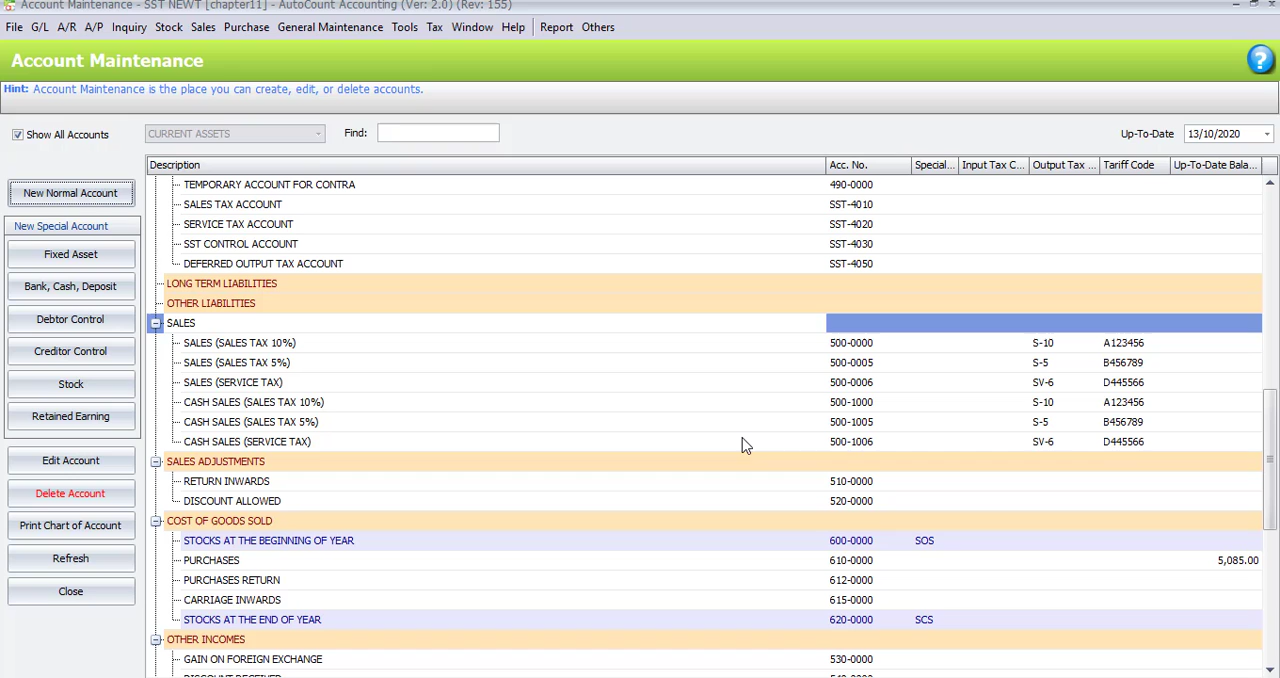 Account Maintenance - SST NEWT [chapter11] - AutoCount Accounting (Ver: 2.0) (Rev: 155)
File G/L A/R A/P Inquiry Stock Sales Purchase General Maintenance Tools Tax Window Help Report Others
Account Maintenance
Hint: Account Maintenance is the place you can create, edit, or delete accounts.
Show All Accounts CURRENT ASSETS Find: Up-To-Date 13/10/2020
Description Acc. No. Special... Input Tax C... Output Tax ... Tariff Code Up-To-Date Bala...
TEMPORARY ACCOUNT FOR CONTRA 490-0000
SALES TAX ACCOUNT SST-4010
SERVICE TAX ACCOUNT SST-4020
SST CONTROL ACCOUNT SST-4030
DEFERRED OUTPUT TAX ACCOUNT SST-4050
LONG TERM LIABILITIES
OTHER LIABILITIES
SALES
SALES (SALES TAX 10%) 500-0000 S-10 A123456
SALES (SALES TAX 5%) 500-0005 S-5 B456789
SALES (SERVICE TAX) 500-0006 SV-6 D445566
CASH SALES (SALES TAX 10%) 500-1000 S-10 A123456
CASH SALES (SALES TAX 5%) 500-1005 S-5 B456789
CASH SALES (SERVICE TAX) 500-1006 SV-6 D445566
SALES ADJUSTMENTS
RETURN INWARDS 510-0000
DISCOUNT ALLOWED 520-0000
COST OF GOODS SOLD
STOCKS AT THE BEGINNING OF YEAR 600-0000 SOS
PURCHASES 610-0000 5,085.00
PURCHASES RETURN 612-0000
CARRIAGE INWARDS 615-0000
STOCKS AT THE END OF YEAR 620-0000 SCS
OTHER INCOMES
GAIN ON FOREIGN EXCHANGE 530-0000
New Normal Account
New Special Account
Fixed Asset
Bank, Cash, Deposit
Debtor Control
Creditor Control
Stock
Retained Earning
Edit Account
Delete Account
Print Chart of Account
Refresh
Close